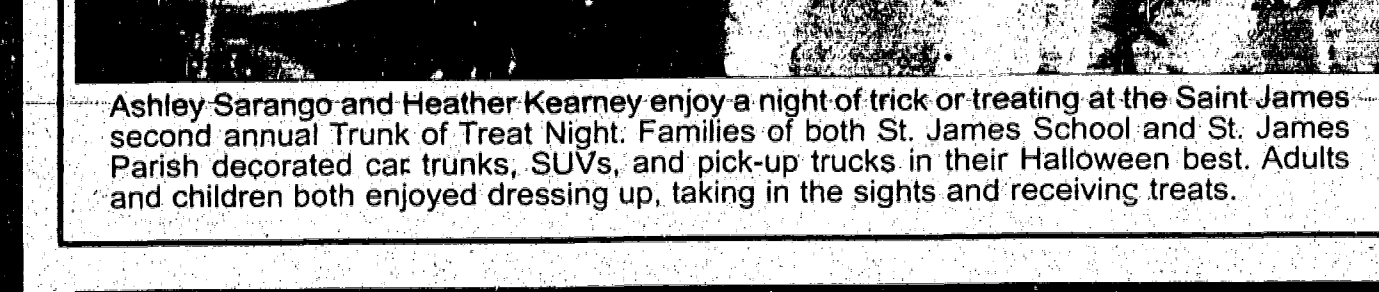 Ashley Sarango and Heather Kearney enjoy a night of trick or treating at the Saint James
second annual Trunk of Treat Night. Families of both St. James School and St. James
Parish decorated car trunks, SUVs, and pick-up trucks in their Halloween best. Adults
and children both enjoyed dressing up, taking in the sights and receiving treats.